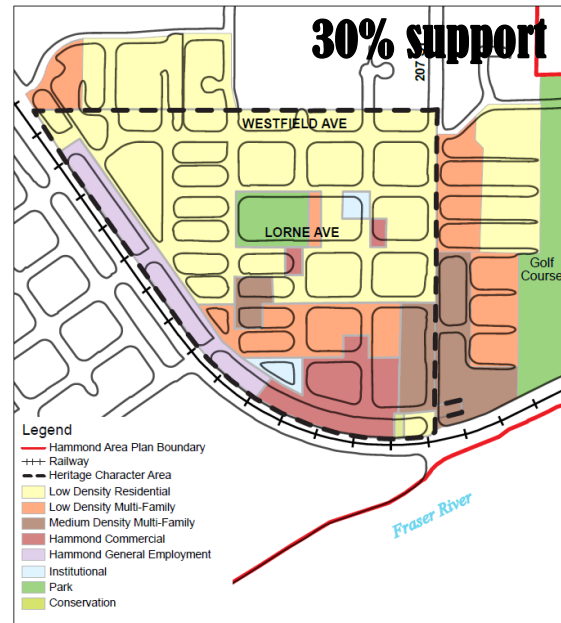 30% support
207
WESTFIELD AVE
LORNE AVE
Golf
Course
Legend
Hammond Area Plan Boundary
Railway
Heritage Character Area
Low Density Residential
Low Density Multi-Family
Medium Density Multi-Family
Hammond Commercial
Hammond General Employment
Institutional
Park
Conservation
Fraser River